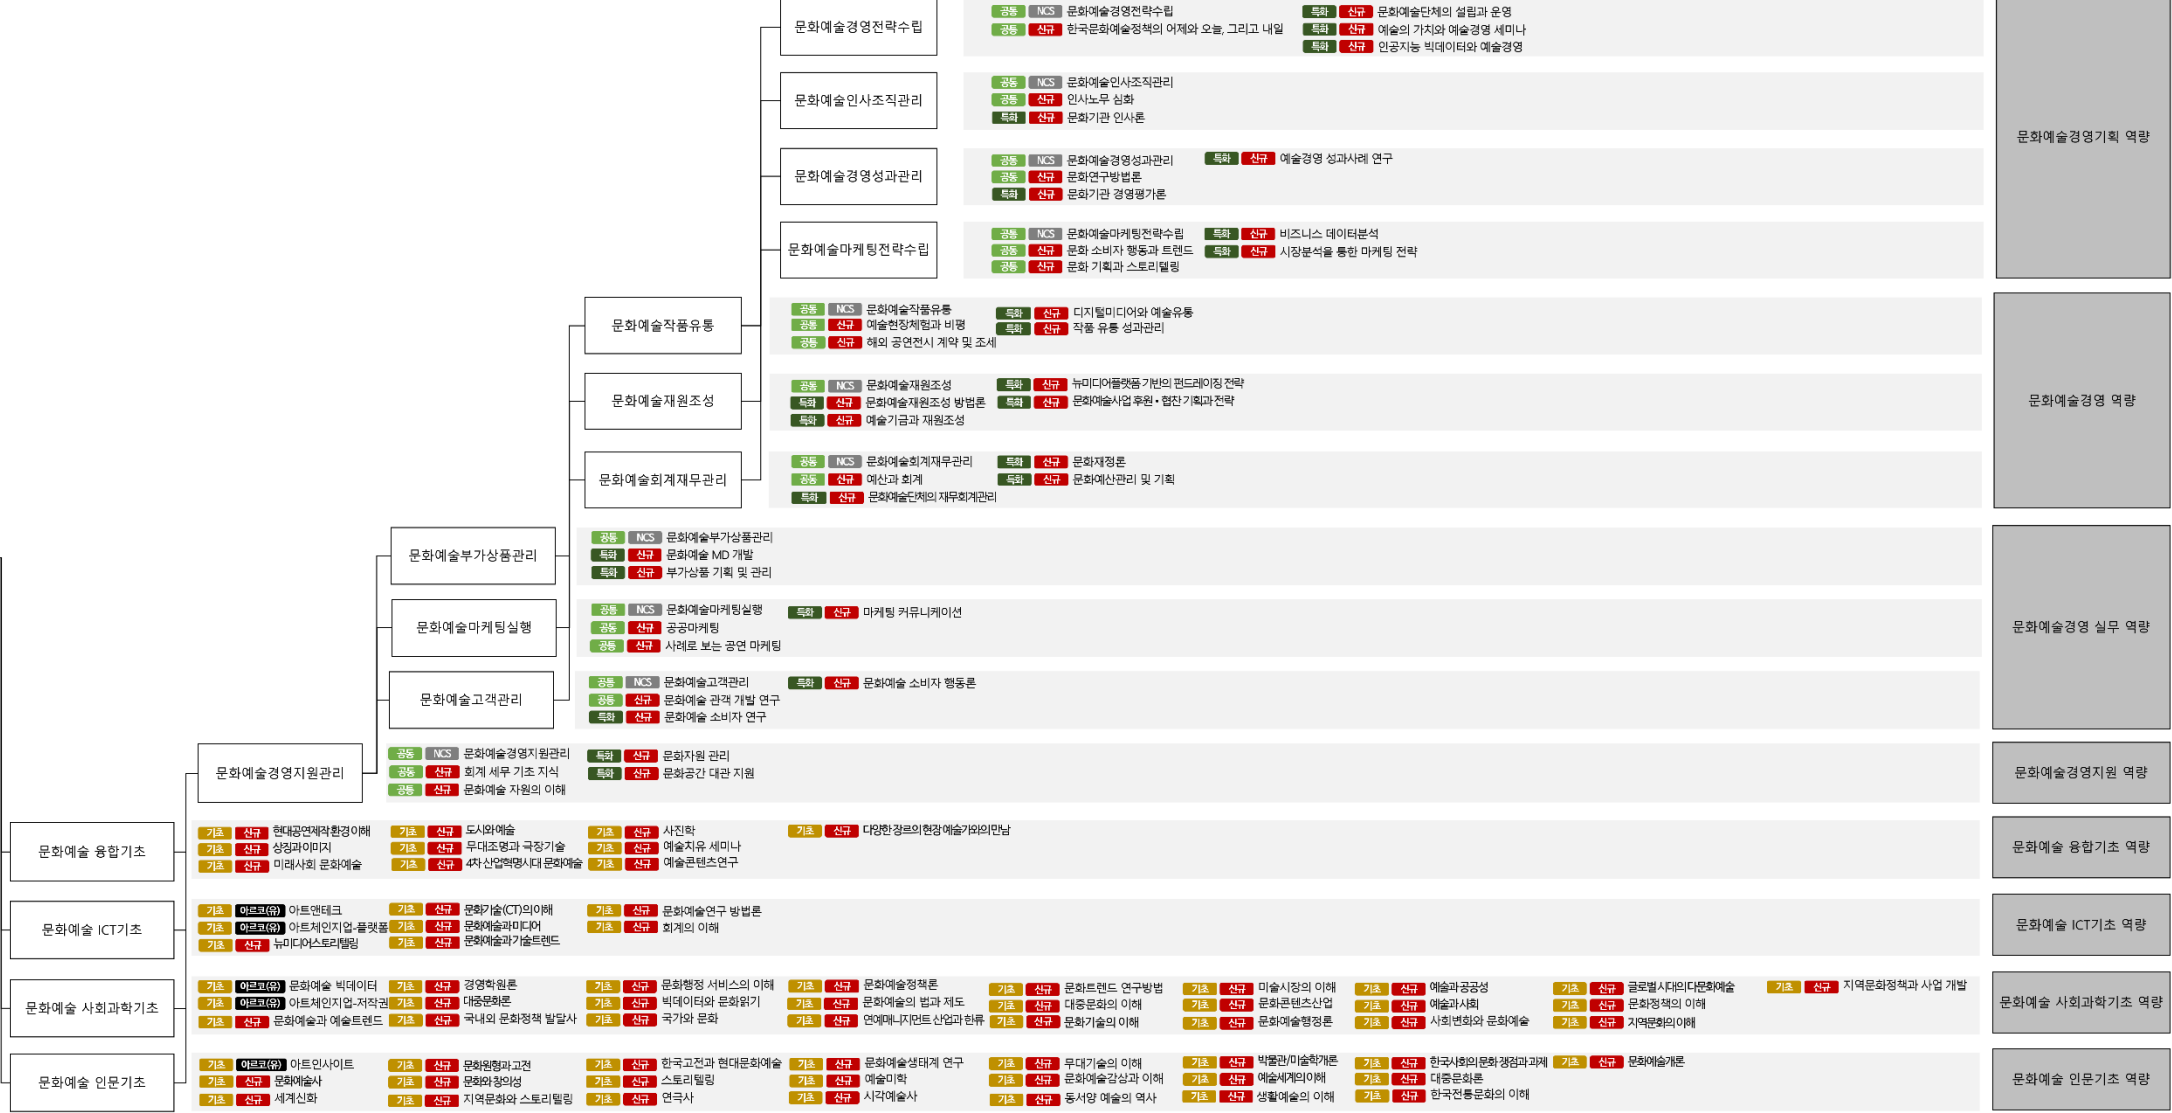 문화예술경영전략수립
공통 NCS 문화예술경영전략수립 특화 신규 문화예술단체의 설립과 운영
공통 신규 한국문화예술정책의 어제와 오늘, 그리고 내일 특화 신규 예술의 가치와 예술경영 세미나
특화 신규 인공지능 빅데이터와 예술경영
문화예술인사조직관리
공통 NCS 문화예술인사조직관리
공통 신규 인사노무 심화
특화 신규 문화기관 인사론
문화예술경영기획 역량
문화예술경영성과관리
공통 NCS 문화예술경영성과관리 특화 신규 예술경영 성과사례 연구
공통 신규 문화연구방법론
특화 신규 문화기관 경영평가론
문화예술마케팅전략수립
공통 NCS 문화예술마케팅전략수립 특화 신규 비즈니스 데이터분석
공통 신규 문화 소비자 행동과 트렌드 특화 신규 시장분석을 통한 마케팅 전략
공통 신규 문화 기획과 스토리텔링
문화예술작품유통
공통 NCS 문화예술작품유통 특화 신규 디지털미디어와 예술유통
공통 신규 예술현장체험과 비평 특화 신규 작품 유통 성과관리
공통 신규 해외 공연전시 계약 및 조세
문화예술재원조성
공통 NCS 문화예술재원조성 특화 신규 뉴미디어플랫폼 기반의 펀드레이징 전략
특화 신규 문화예술재원조성 방법론 특화 신규 문화예술사업 후원·협찬 기획과 전략
특화 신규 예술기금과 재원조성
문화예술경영 역량
문화예술회계재무관리
공통 NCS 문화예술회계재무관리 특화 신규 문화재정론
공통 신규 예산과 회계 특화 신규 문화예산관리 및 기획
특화 신규 문화예술단체의 재무회계관리
문화예술부가상품관리
공통 NCS 문화예술부가상품관리
특화 신규 문화예술 MD 개발
특화 신규 부가상품 기획 및 관리
문화예술마케팅실행
공통 NCS 문화예술마케팅실행 특화 신규 마케팅 커뮤니케이션
공통 신규 공공마케팅
공통 신규 사례로 보는 공연 마케팅
문화예술경영 실무 역량
문화예술고객관리
공통 NCS 문화예술고객관리 특화 신규 문화예술 소비자 행동론
공통 신규 문화예술 관객 개발 연구
특화 신규 문화예술 소비자 연구
문화예술경영지원관리
공통 NCS 문화예술경영지원관리 특화 신규 문화자원 관리
공통 신규 회계 세무 기초 지식 특화 신규 문화공간 대관 지원
공통 신규 문화예술 자원의 이해
문화예술경영지원 역량
문화예술 융합기초
기초 신규 현대공연제작환경이해 기초 신규 도시와예술 기초 신규 사진학 기초 신규 다양한 장르의 현장 예술가와의 만남
기초 신규 상징과이미지 기초 신규 무대조명과 극장기술 기초 신규 예술치유 세미나
기초 신규 미래사회 문화예술 기초 신규 4차 산업혁명시대 문화예술 기초 신규 예술콘텐츠연구
문화예술 융합기초 역량
문화예술 ICT기초
기초 아르코(유) 아트앤테크 기초 신규 문화기술(CT)의이해 기초 신규 문화예술연구 방법론
기초 아르코(유) 아트체인지업-플랫폼 기초 신규 문화예술과미디어 기초 신규 회계의 이해
기초 신규 뉴미디어스토리텔링 기초 신규 문화예술과 기술트렌드
문화예술 ICT기초 역량
문화예술 사회과학기초
기초 아르코(유) 문화예술 빅데이터 기초 신규 경영학원론 기초 신규 문화행정 서비스의 이해 기초 신규 문화예술정책론 기초 신규 문화트렌드 연구방법 기초 신규 미술시장의 이해 기초 신규 예술과 공공성 기초 신규 글로벌시대의다문화예술 기초 신규 지역문화정책과 사업 개발
기초 아르코(유) 아트체인지업-저작권 기초 신규 대중문화론 기초 신규 빅데이터와 문화읽기 기초 신규 문화예술의 법과 제도 기초 신규 대중문화의 이해 기초 신규 문화콘텐츠산업 기초 신규 예술과 사회 기초 신규 문화정책의 이해
기초 신규 문화예술과 예술트렌드 기초 신규 국내외 문화정책 발달사 기초 신규 국가와 문화 기초 신규 연예매니지먼트 산업과 한류 기초 신규 문화기술의 이해 기초 신규 문화예술행정론 기초 신규 사회변화와 문화예술 기초 신규 지역문화의이해
문화예술 사회과학기초 역량
문화예술 인문기초
기초 아르코(유) 아트인사이트 기초 신규 문화원형과고전 기초 신규 한국고전과 현대문화예술 기초 신규 문화예술생태계 연구 기초 신규 무대기술의 이해 기초 신규 박물관/미술학개론 기초 신규 한국사회의 문화 쟁점과 과제 기초 신규 문화예술개론
기초 신규 문화예술사 기초 신규 문화와 창의성 기초 신규 스토리텔링 기초 신규 예술미학 기초 신규 문화예술감상과 이해 기초 신규 예술세계의이해 기초 신규 대중문화론
기초 신규 세계신화 기초 신규 지역문화와 스토리텔링 기초 신규 연극사 기초 신규 시각예술사 기초 신규 동서양 예술의 역사 기초 신규 생활예술의 이해 기초 신규 한국전통문화의 이해
문화예술 인문기초 역량